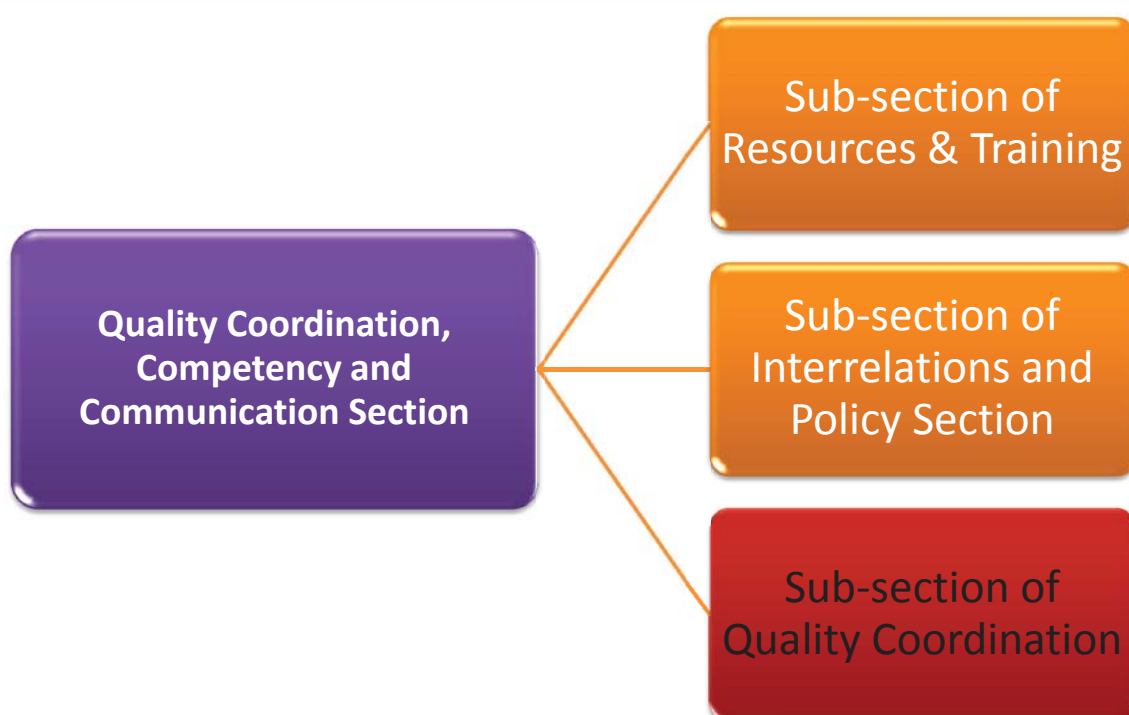 Quality Coordination,
Competency and
Communication Section
Sub-section of
Resources & Training
Sub-section of
Interrelations and
Policy Section
Sub-section of
Quality Coordination